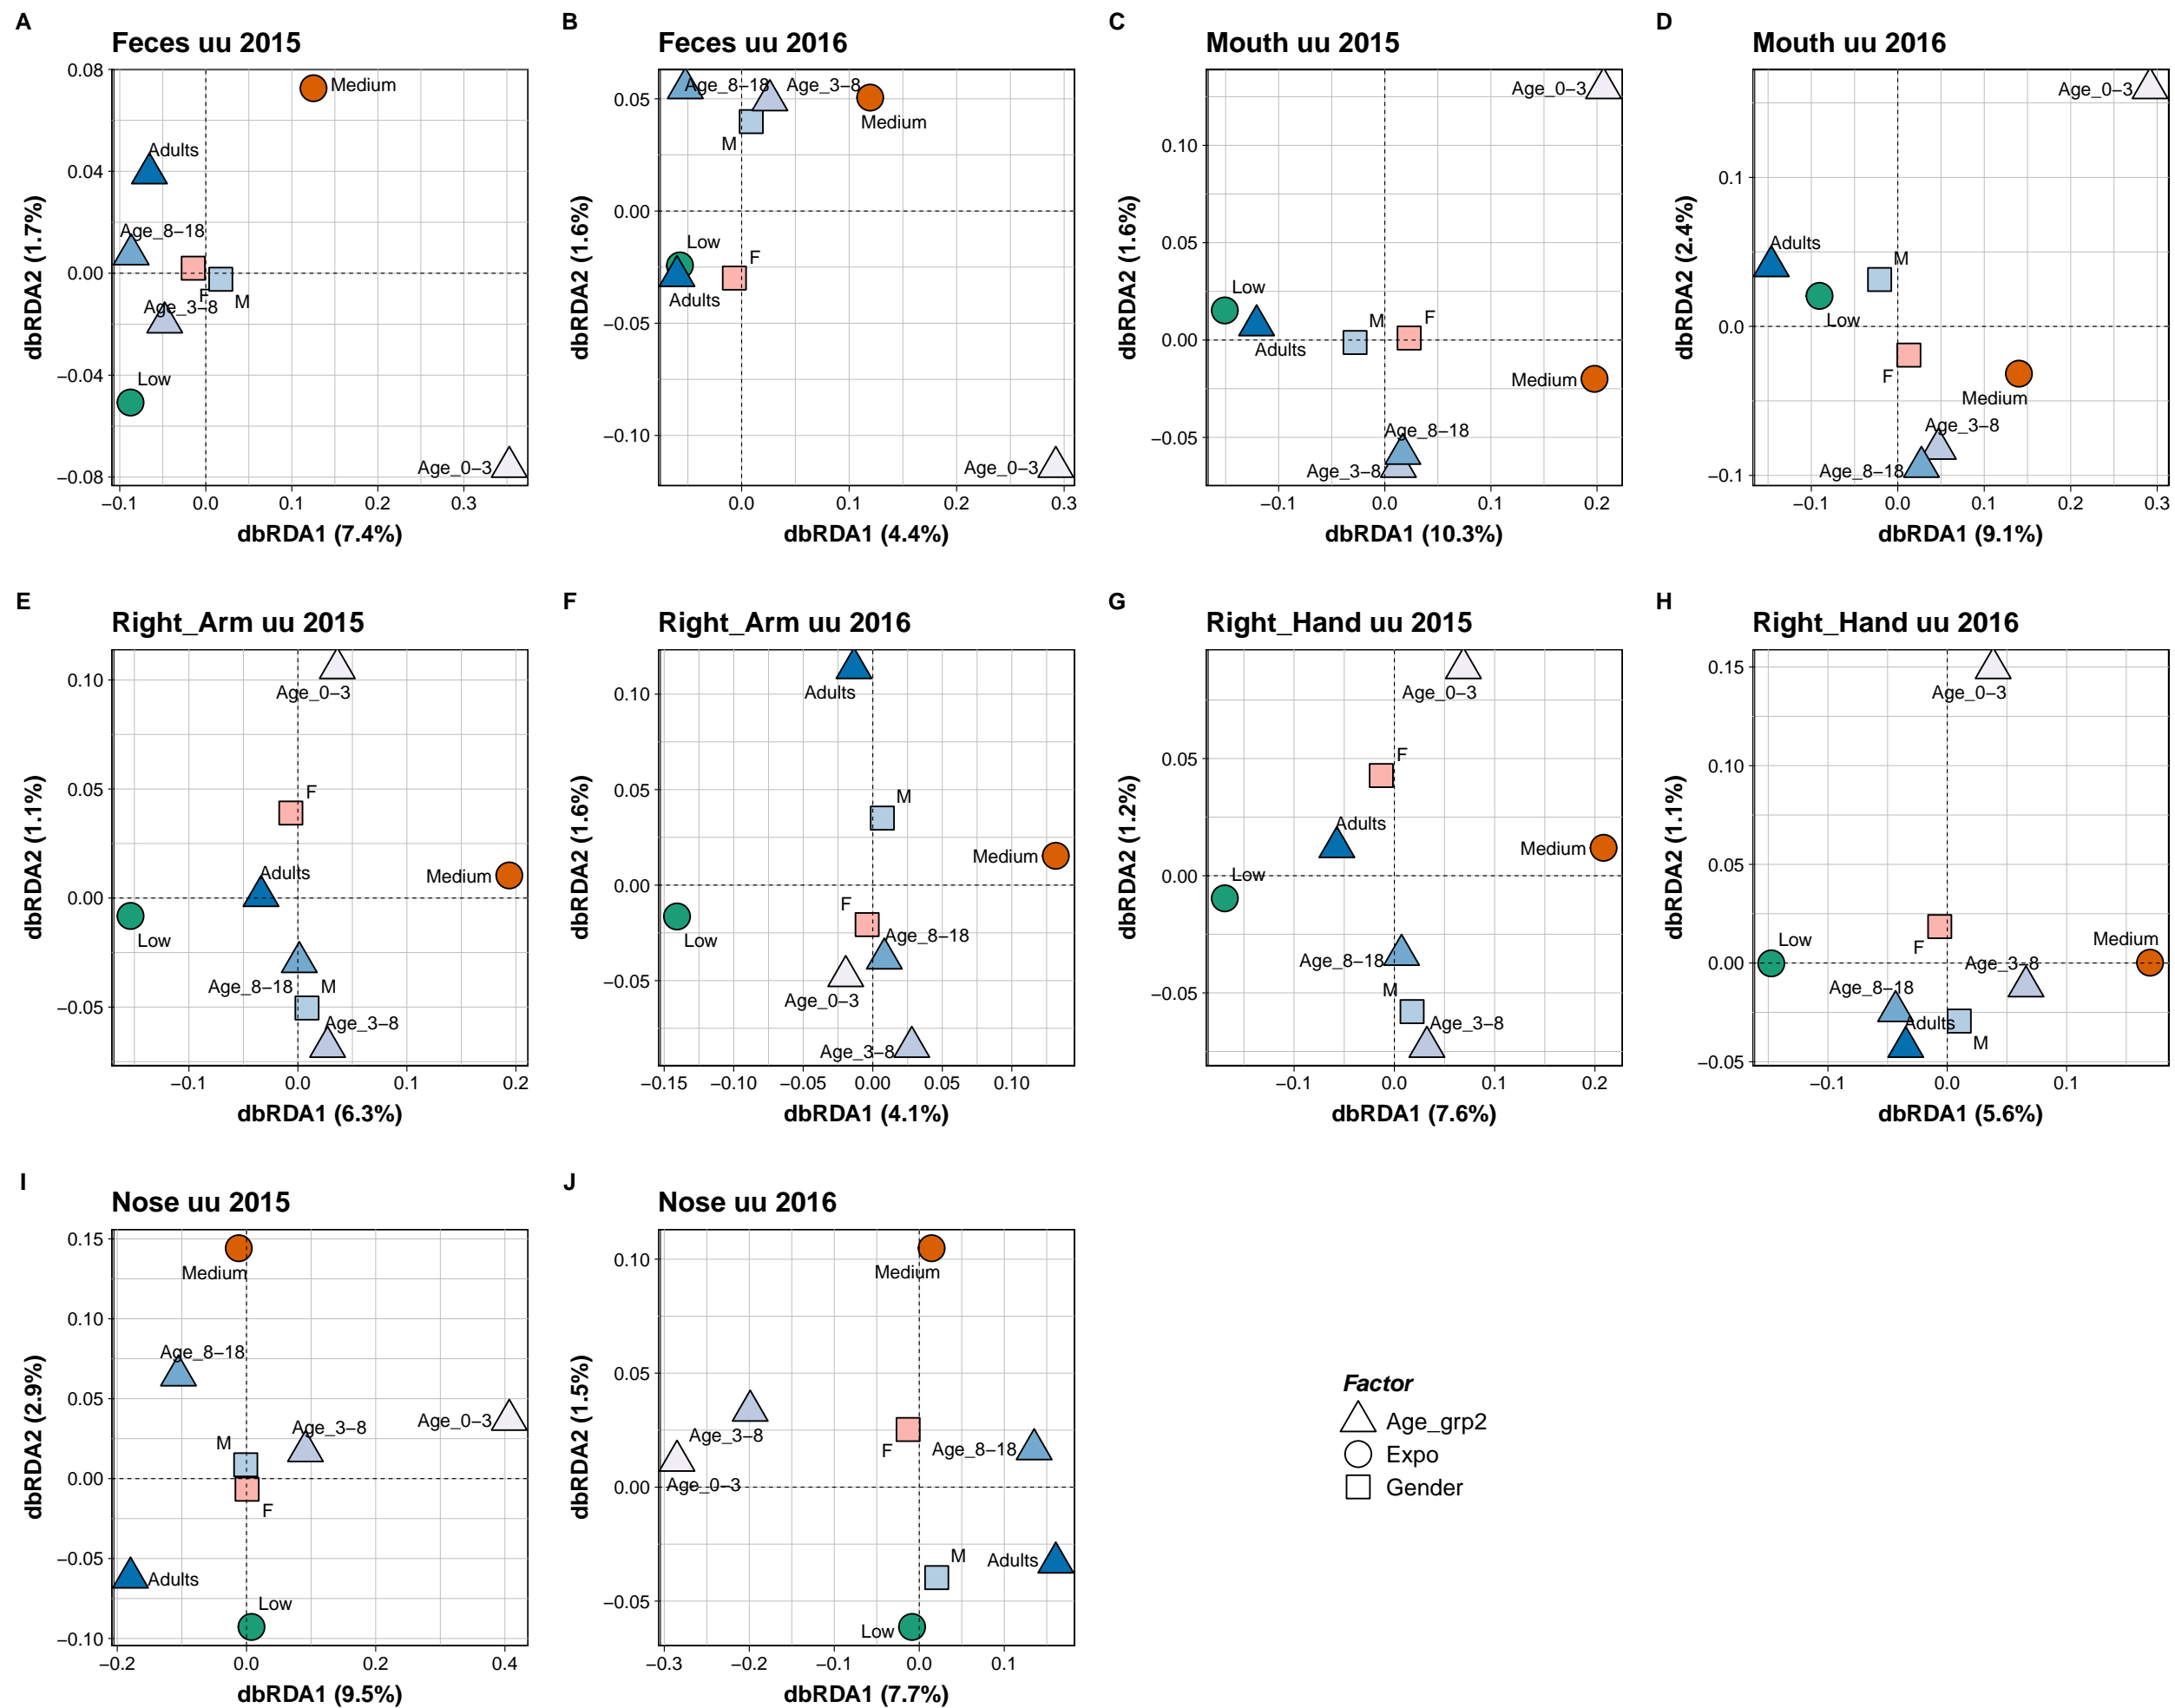 A
Feces uu 2015
dbRDA2 (1.7%)
0.08
0.04
0.00
−0.04
−0.08
Medium
Adults
Age_8−18
F
M
Age_3−8
Low
Age_0−3
−0.1
0.0
0.1
0.2
0.3
dbRDA1 (7.4%)
B
Feces uu 2016
dbRDA2 (1.6%)
0.05
0.00
−0.05
−0.10
Age_8−18
Age_3−8
Medium
M
Low
F
Adults
Age_0−3
0.0
0.1
0.2
0.3
dbRDA1 (4.4%)
C
Mouth uu 2015
dbRDA2 (1.6%)
0.10
0.05
0.00
−0.05
Age_0−3
Low
M
F
Adults
Medium
Age_8−18
Age_3−8
−0.1
0.0
0.1
0.2
dbRDA1 (10.3%)
D
Mouth uu 2016
dbRDA2 (2.4%)
0.1
0.0
−0.1
Age_0−3
Adults
M
Low
F
Medium
Age_3−8
Age_8−18
−0.1
0.0
0.1
0.2
0.3
dbRDA1 (9.1%)
E
Right_Arm uu 2015
dbRDA2 (1.1%)
0.10
0.05
0.00
−0.05
Age_0−3
F
Adults
Medium
Low
Age_8−18
M
Age_3−8
−0.1
0.0
0.1
0.2
dbRDA1 (6.3%)
F
Right_Arm uu 2016
dbRDA2 (1.6%)
0.10
0.05
0.00
−0.05
Adults
M
Medium
F
Low
Age_8−18
Age_0−3
Age_3−8
−0.15
−0.10
−0.05
0.00
0.05
0.10
dbRDA1 (4.1%)
G
Right_Hand uu 2015
dbRDA2 (1.2%)
0.05
0.00
−0.05
Age_0−3
F
Adults
Medium
Low
Age_8−18
M
Age_3−8
−0.1
0.0
0.1
0.2
dbRDA1 (7.6%)
H
Right_Hand uu 2016
dbRDA2 (1.1%)
0.15
0.10
0.05
0.00
−0.05
Age_0−3
Low
F
Medium
Age_3−8
Age_8−18
Adults
M
−0.1
0.0
0.1
dbRDA1 (5.6%)
I
Nose uu 2015
dbRDA2 (2.9%)
0.15
0.10
0.05
0.00
−0.05
−0.10
Medium
Age_8−18
Age_0−3
Age_3−8
M
F
Adults
Low
−0.2
0.0
0.2
0.4
dbRDA1 (9.5%)
J
Nose uu 2016
dbRDA2 (1.5%)
0.10
0.05
0.00
−0.05
Medium
Age_3−8
F
Age_8−18
Age_0−3
M
Adults
Low
−0.3
−0.2
−0.1
0.0
0.1
dbRDA1 (7.7%)
Factor
Age_grp2
Expo
Gender